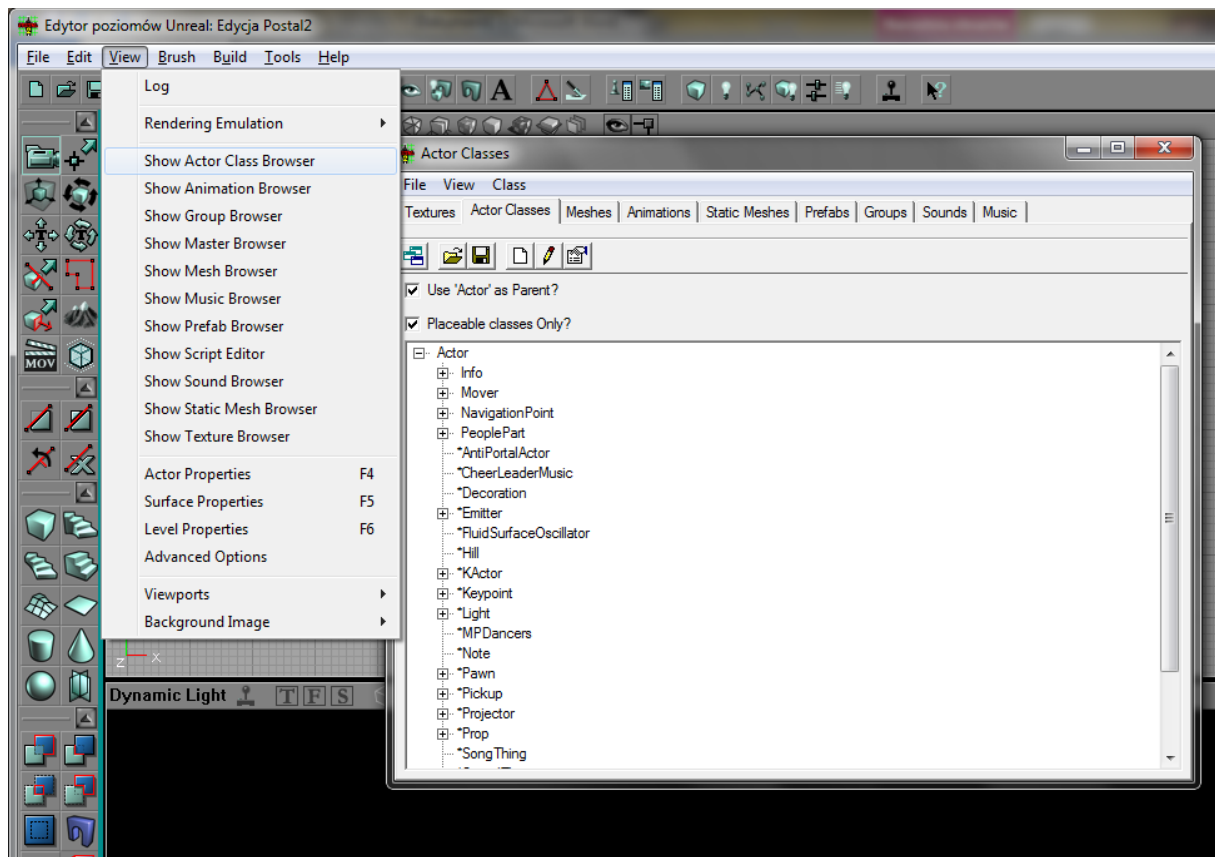 Edytor poziomów Unreal: Edycja Postal2
File Edit View Brush Build Tools Help
Log
Rendering Emulation
Show Actor Class Browser
Show Animation Browser
Show Group Browser
Show Master Browser
Show Mesh Browser
Show Music Browser
Show Prefab Browser
Show Script Editor
Show Sound Browser
Show Static Mesh Browser
Show Texture Browser
Actor Properties F4
Surface Properties F5
Level Properties F6
Advanced Options
Viewports
Background Image
A
MOV
z x
Dynamic Light T F S
Actor Classes
File View Class
Textures Actor Classes Meshes Animations Static Meshes Prefabs Groups Sounds Music
Use 'Actor' as Parent?
Placeable classes Only?
Actor
Info
Mover
NavigationPoint
PeoplePart
*AntiPortalActor
*CheerLeaderMusic
*Decoration
*Emitter
*FluidSurfaceOscillator
*Hill
*KActor
*Keypoint
*Light
*MPDancers
*Note
*Pawn
*Pickup
*Projector
*Prop
*SongThing